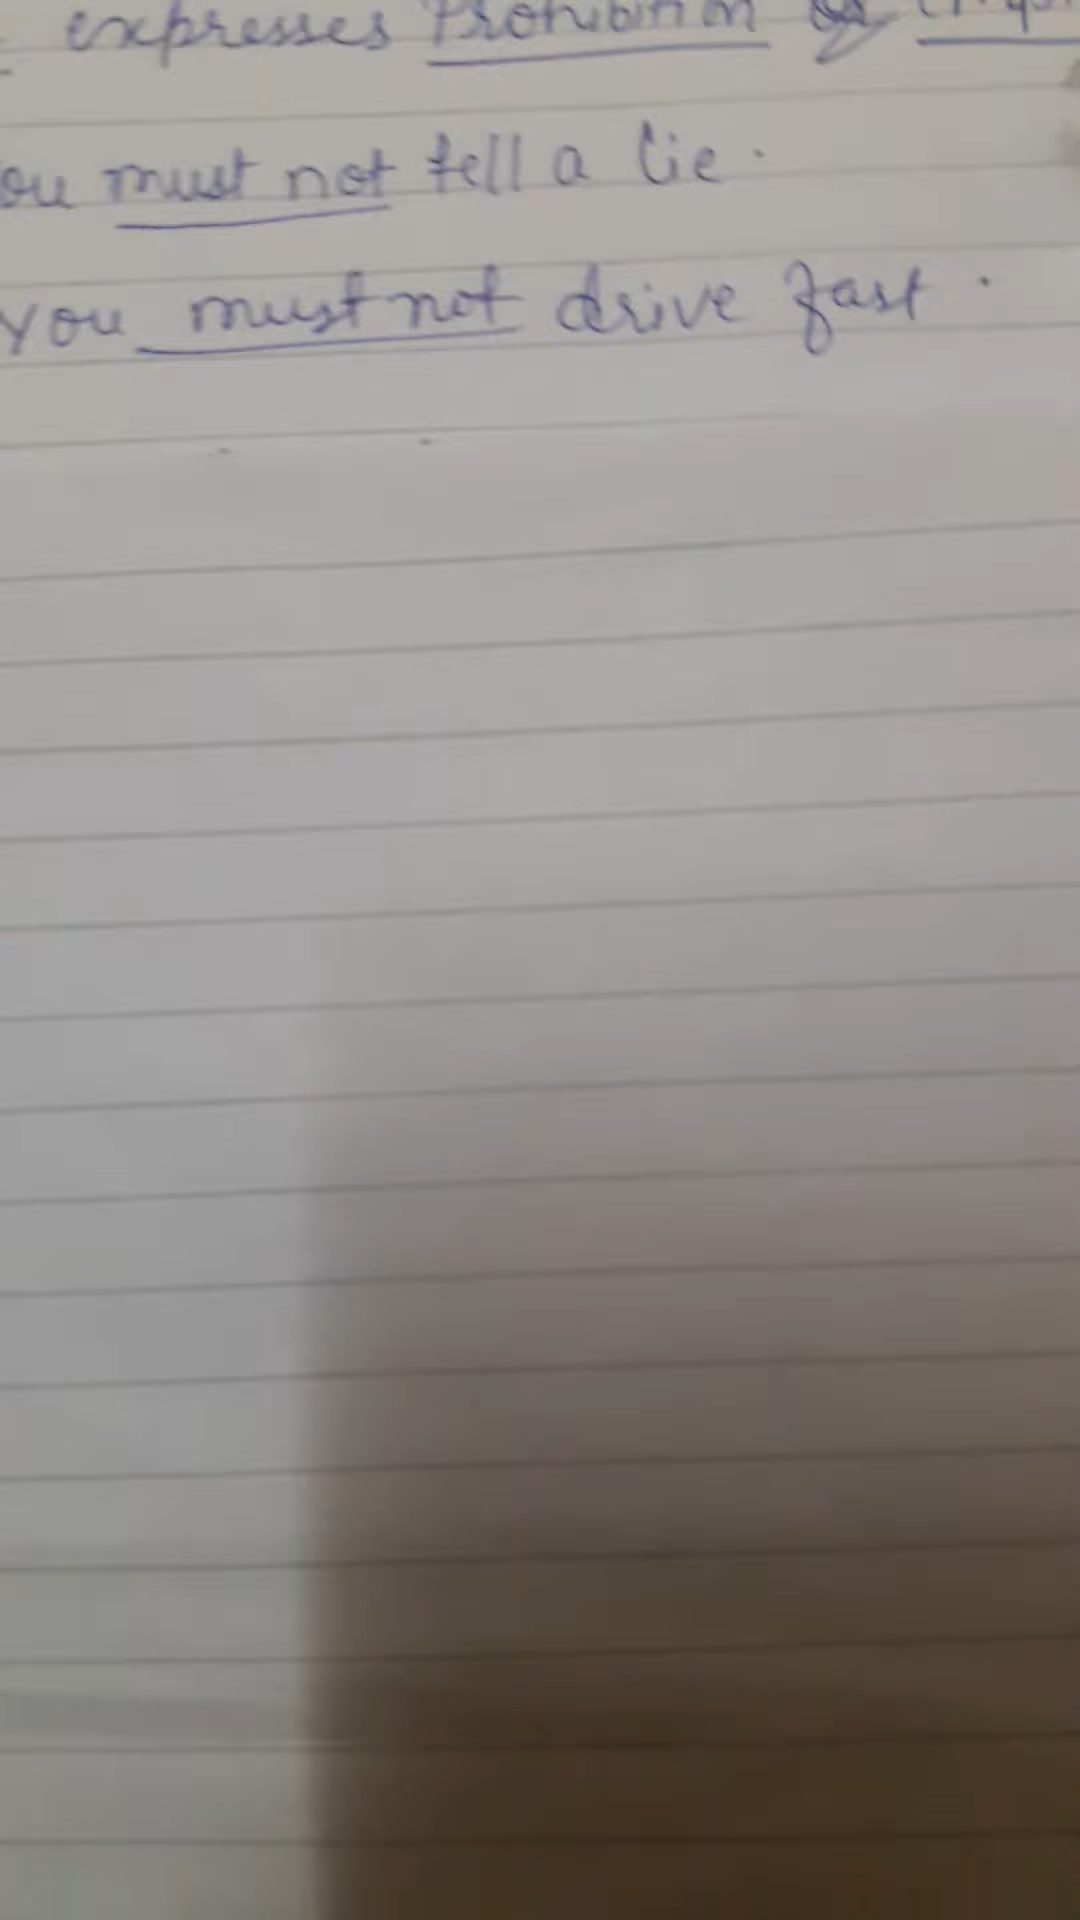 expresses Prohibition
ou must not tell a lie.
you must not drive fast.